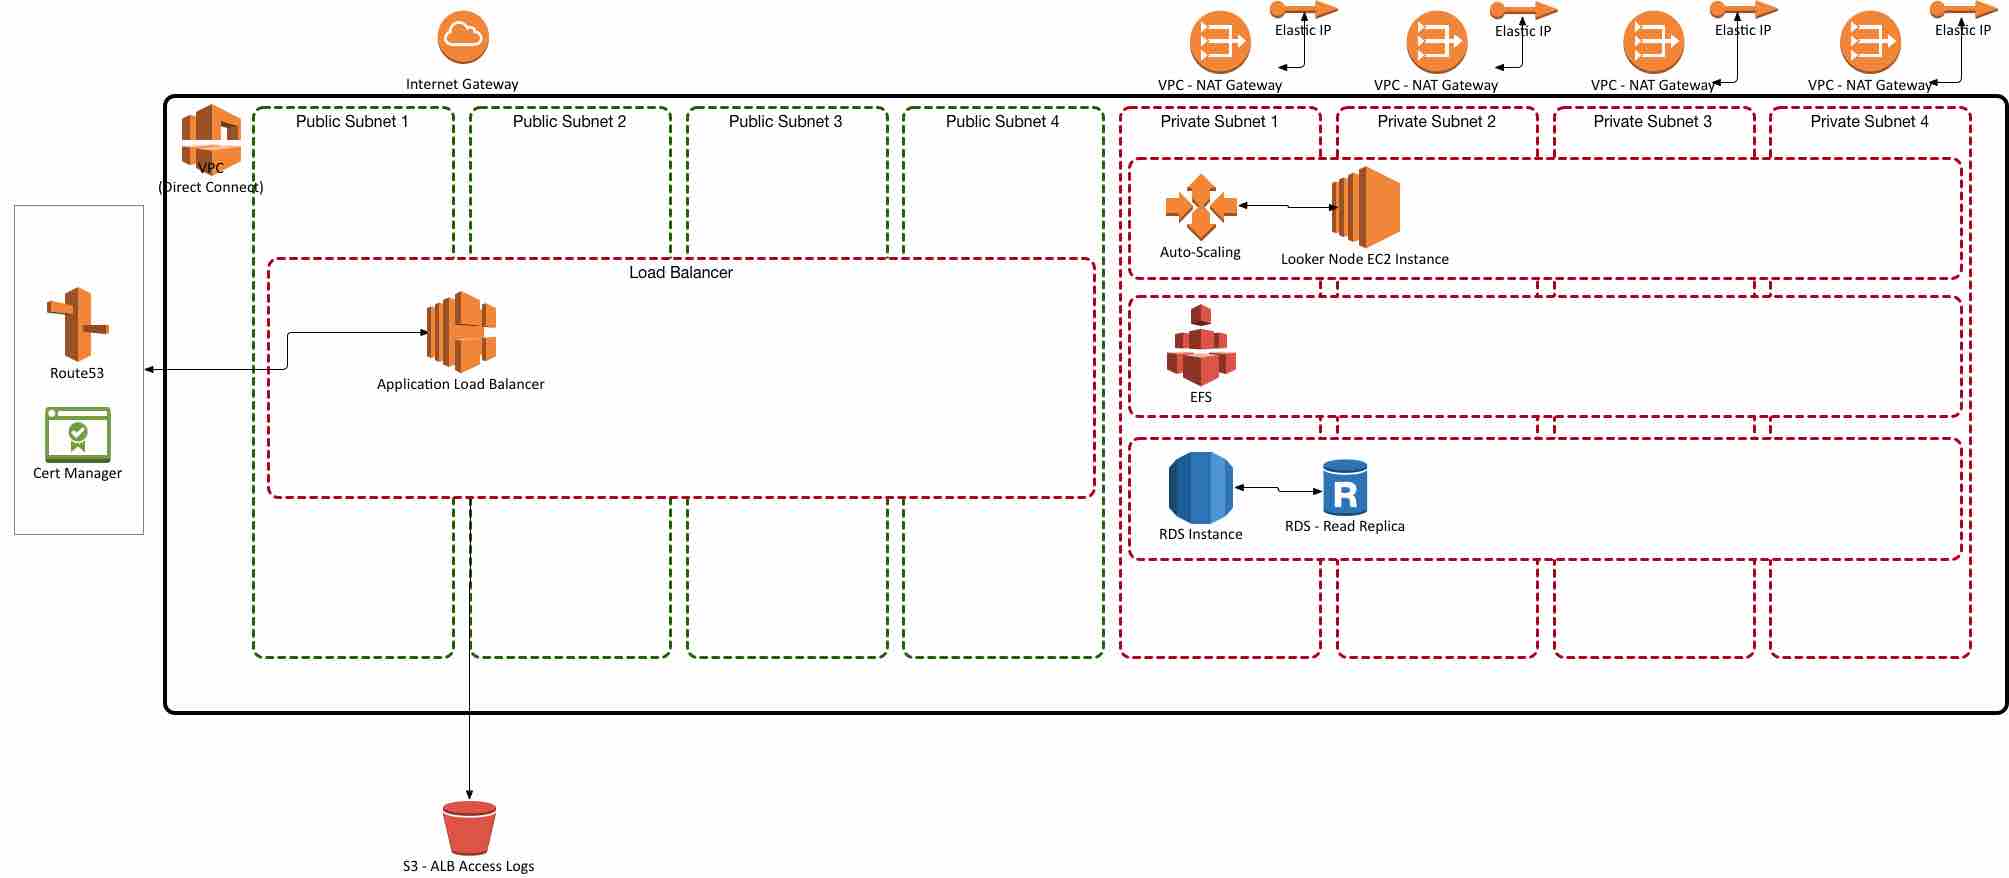 Elastic IP
Elastic IP
Elastic IP
Elastic IP
Internet Gateway
VPC - NAT Gateway
VPC - NAT Gateway
VPC - NAT Gateway
VPC - NAT Gateway
VPC
(Direct Connect)
Public Subnet 1
Public Subnet 2
Public Subnet 3
Public Subnet 4
Private Subnet 1
Private Subnet 2
Private Subnet 3
Private Subnet 4
Auto-Scaling
Looker Node EC2 Instance
Load Balancer
Application Load Balancer
Route53
Cert Manager
EFS
R
RDS Instance
RDS - Read Replica
S3 - ALB Access Logs